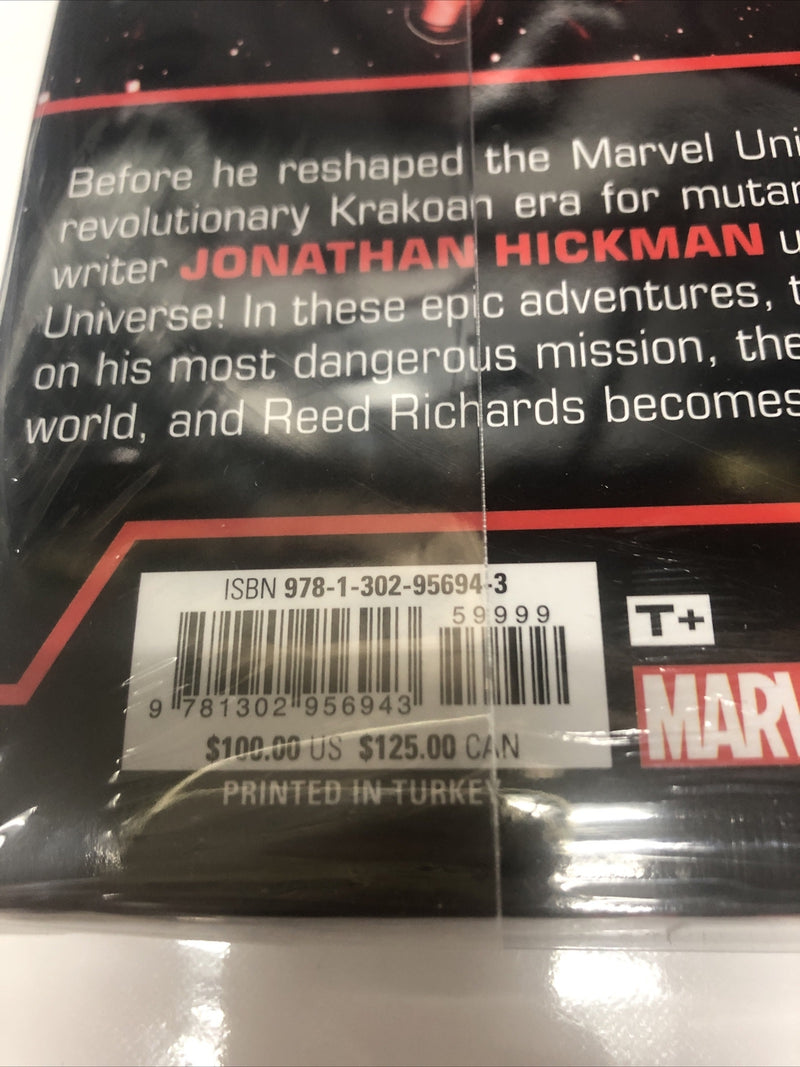 Before he reshaped the Marvel Uni
revolutionary Krakoan era for mutan
writer JONATHAN HICKMAN u
Universe! In these epic adventures, t
on his most dangerous mission, the
world, and Reed Richards becomes
ISBN 978-1-302-95694-3
59999
9 781302 956943
$100.00 US $125.00 CAN
PRINTED IN TURKEY
T+
MARV